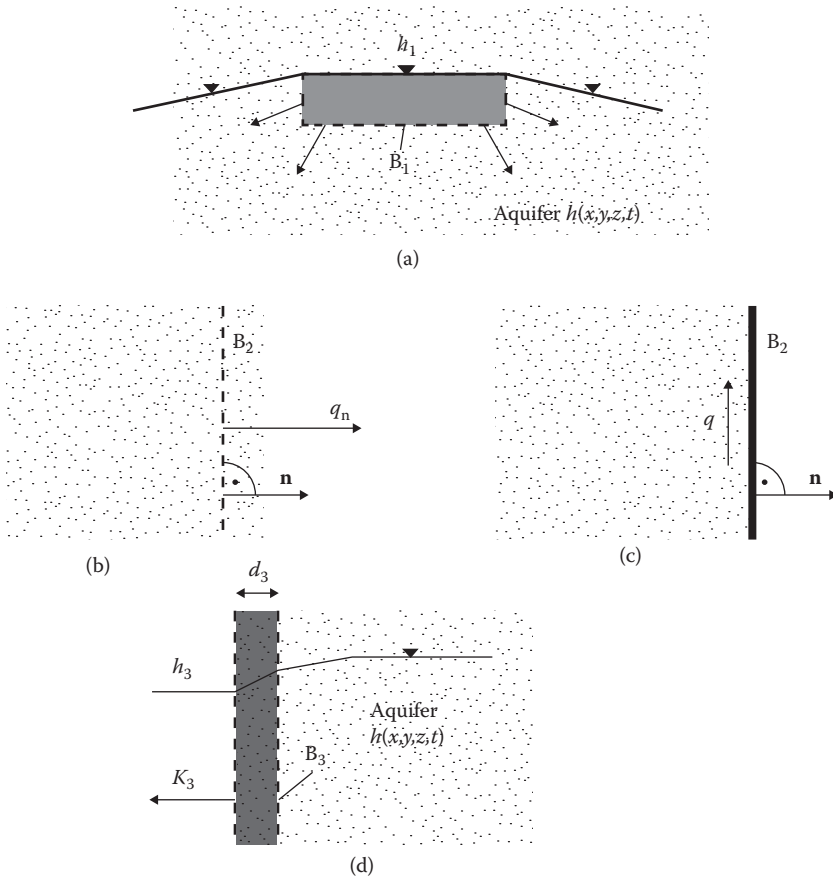 h₁
B₁
Aquifer h(x,y,z,t)
(a)
B₂
qₙ
n
(b)
B₂
q
n
(c)
d₃
h₃
Aquifer
h(x,y,z,t)
B₃
K₃
(d)